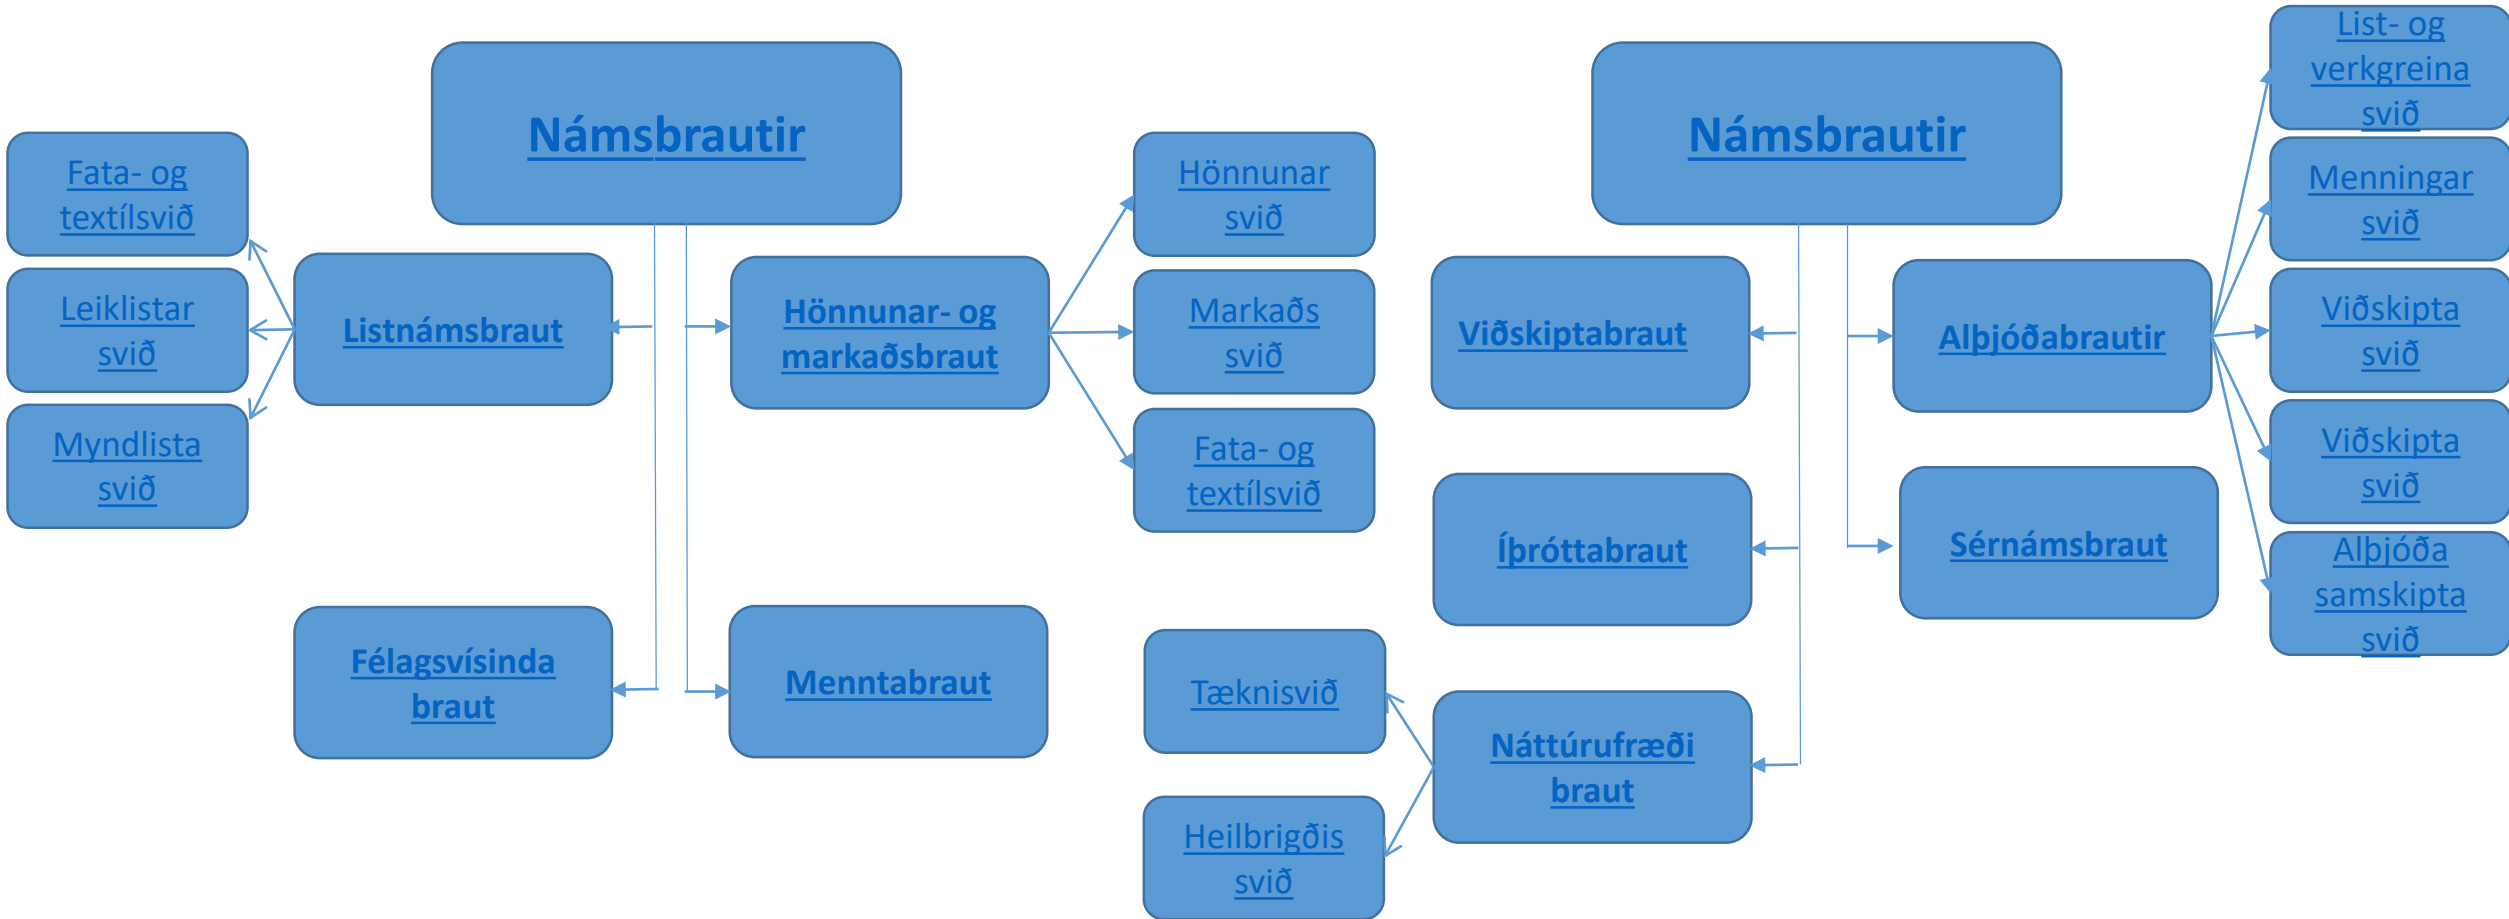 Námsbrautir
Fata- og
textílsvið
Leiklistar
svið
Myndlista
svið
Listnámsbraut
Hönnunar- og
markaðsbraut
Hönnunar
svið
Markaðs
svið
Fata- og
textílsvið
Félagsvísinda
braut
Menntabraut
Námsbrautir
Viðskiptabraut
Alþjóðabrautir
List- og
verkgreina
svið
Menningar
svið
Viðskipta
svið
Viðskipta
svið
Alþjóða
samskipta
svið
Íþróttabraut
Sérnámsbraut
Tæknisvið
Náttúrufræði
braut
Heilbrigðis
svið